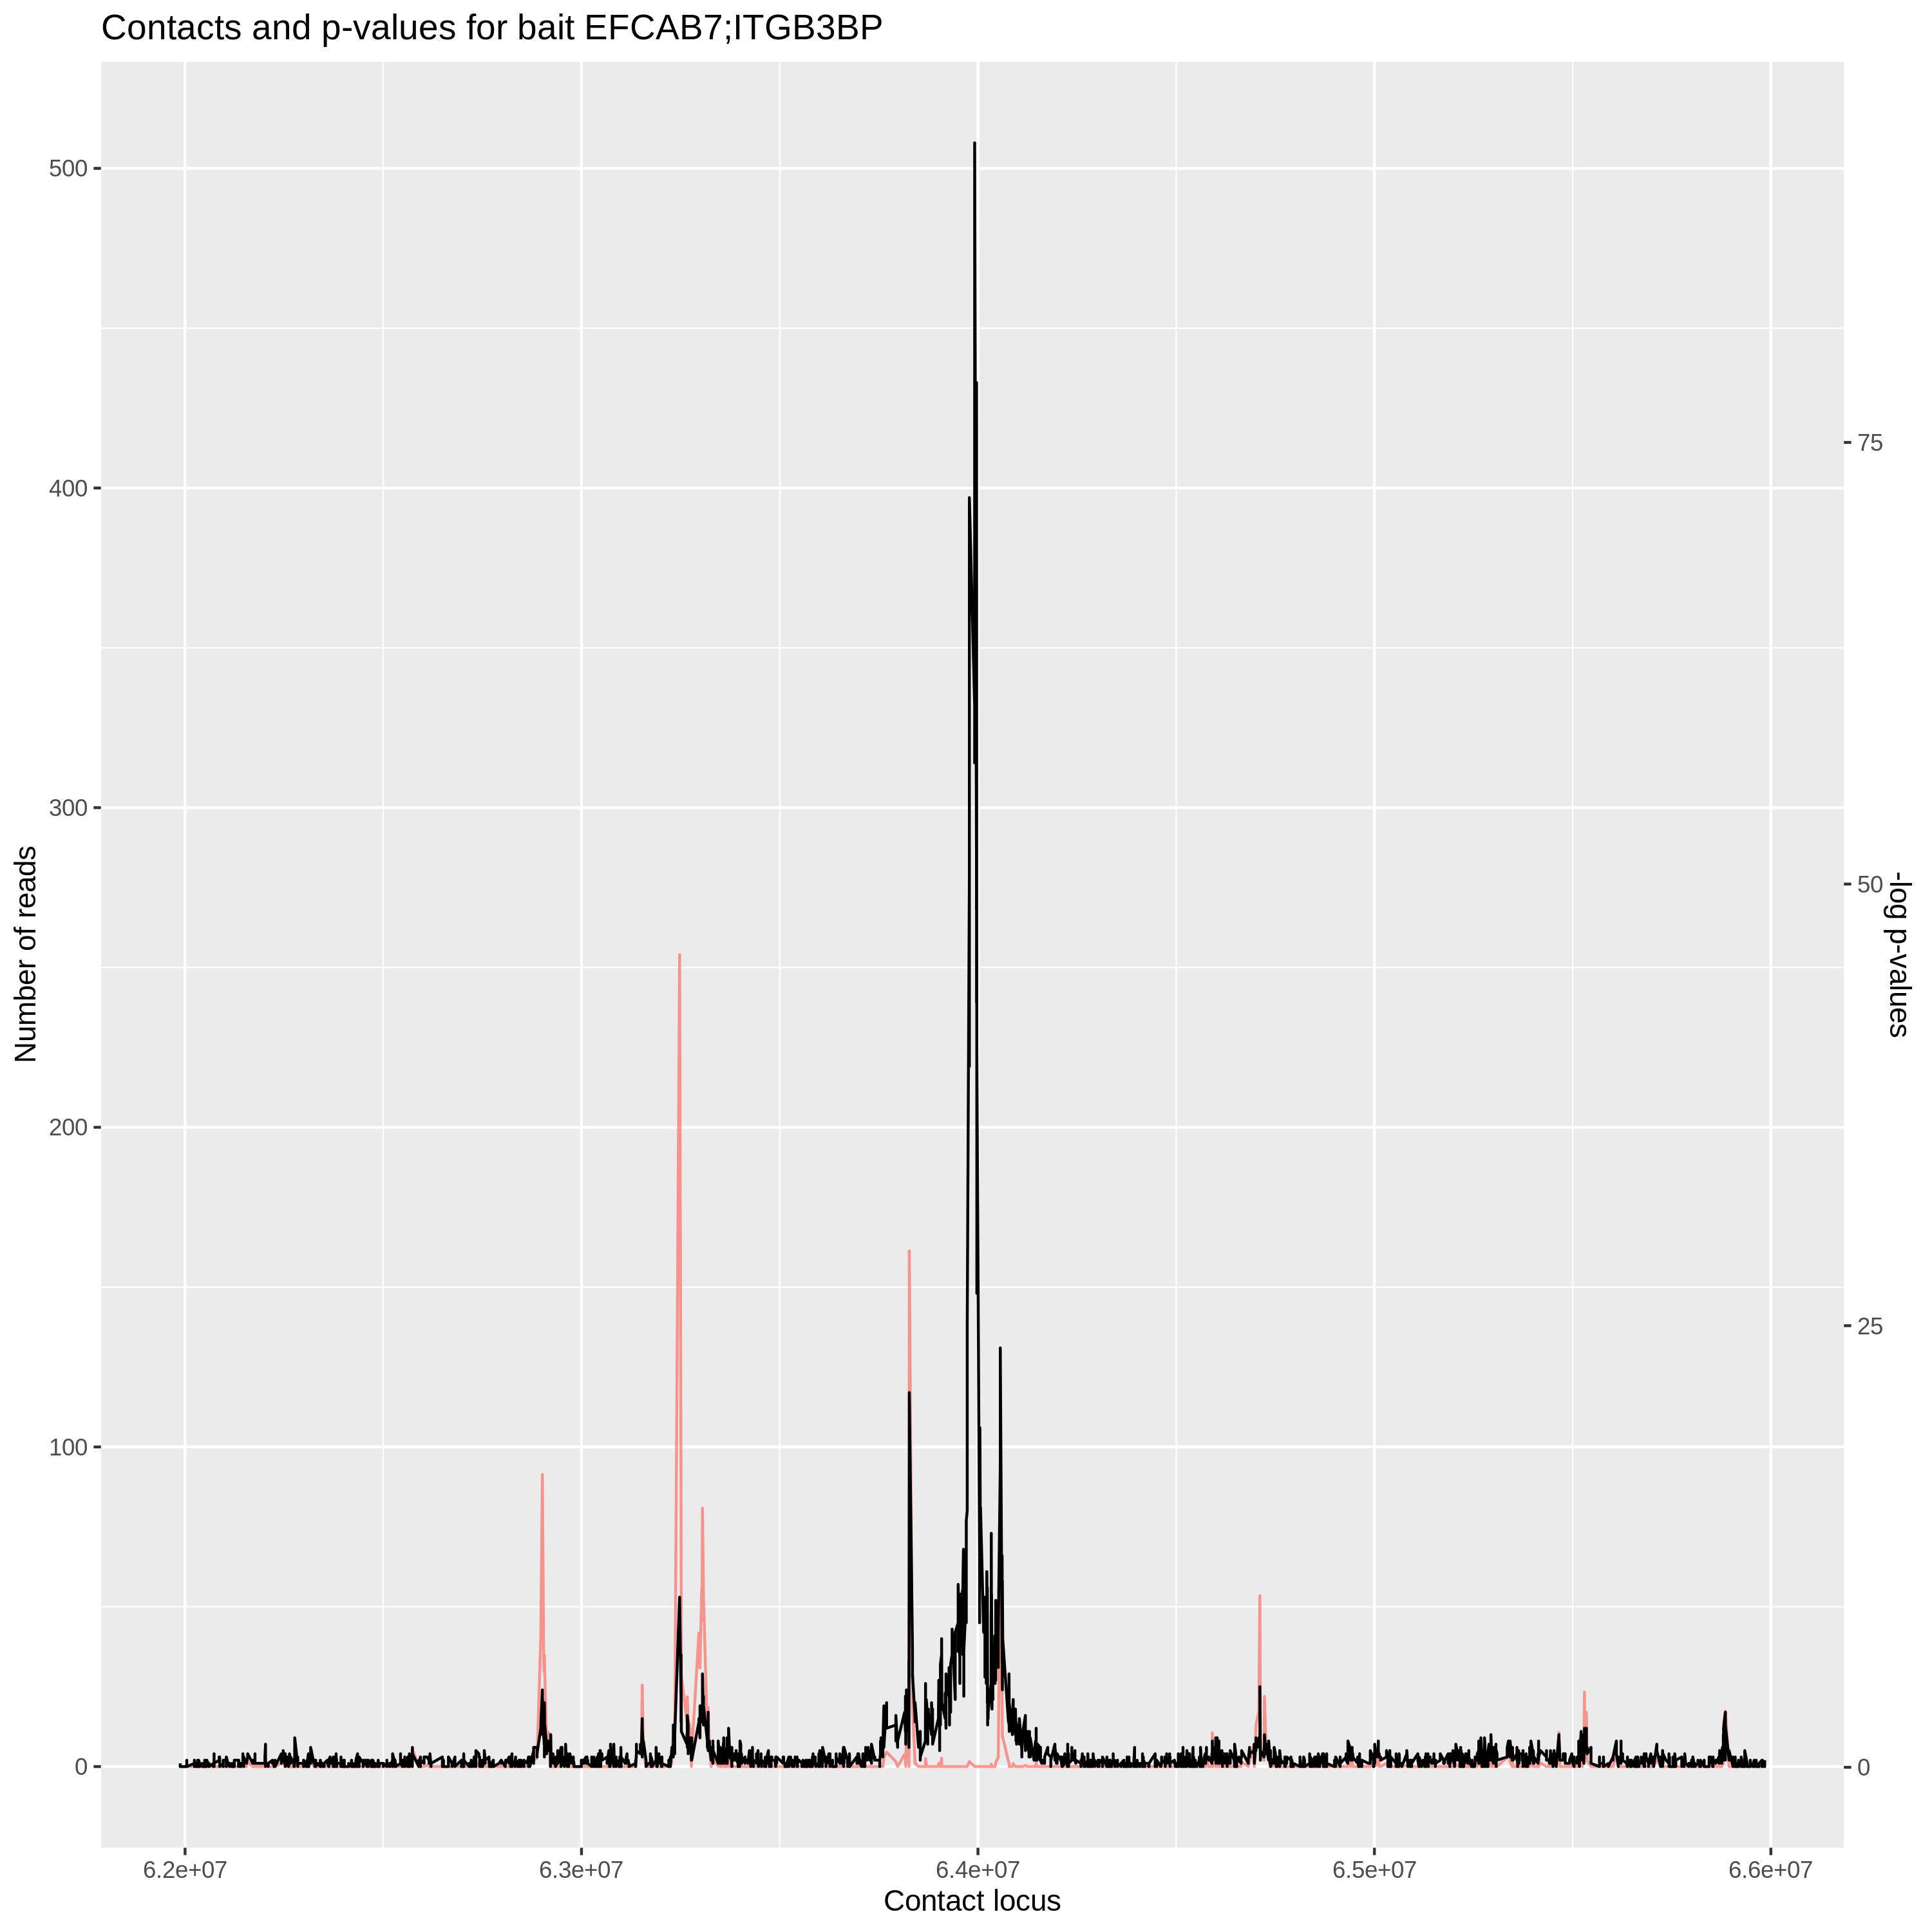 Contacts and p-values for bait EFCAB7;ITGB3BP
500
400
300
200
100
0
Number of reads
75
50
25
0
-log p-values
6.2e+07
6.3e+07
6.4e+07
6.5e+07
6.6e+07
Contact locus